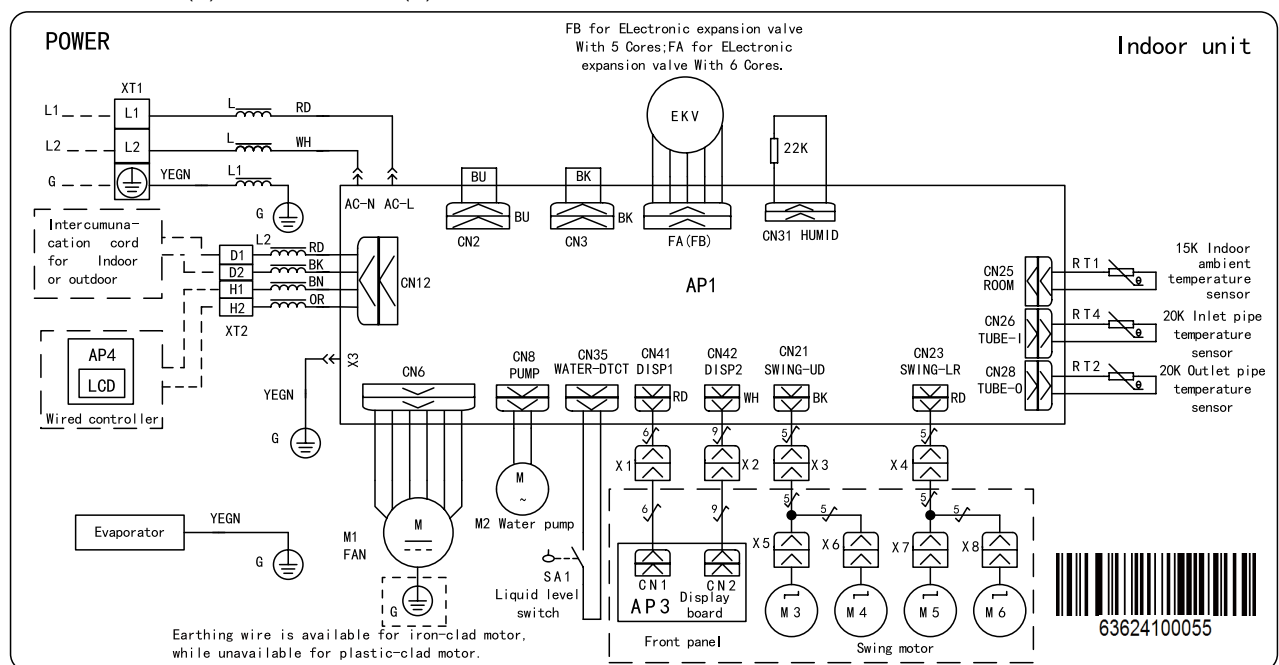 POWER
FB for ELectronic expansion valve
With 5 Cores;FA for ELectronic
expansion valve With 6 Cores.
Indoor unit
XT1
L1
L1
L
RD
L2
L2
L
WH
G
YEGN
L1
G
AC-N
AC-L
EKV
22K
BU
BU
CN2
BK
BK
CN3
FA(FB)
CN31 HUMID
Intercumuna-
cation cord
for Indoor
or outdoor
L2
D1
RD
D2
BK
H1
BN
H2
OR
XT2
CN12
AP1
CN25
ROOM
RT1
θ
15K Indoor
ambient
temperature
sensor
CN26
TUBE-I
RT4
θ
20K Inlet pipe
temperature
sensor
CN28
TUBE-O
RT2
θ
20K Outlet pipe
temperature
sensor
AP4
LCD
Wired controller
X3
YEGN
G
CN6
CN8
PUMP
CN35
WATER-DTCT
CN41
DISP1
RD
CN42
DISP2
WH
CN21
SWING-UD
BK
CN23
SWING-LR
RD
6
9
5
5
X1
X2
X3
X4
6
9
5
5
5
5
X5
X6
X7
X8
Evaporator
YEGN
G
M
M1
FAN
G
M
~
M2 Water pump
SA1
Liquid level
switch
CN1
CN2
AP3
Display
board
Front panel
M3
M4
M5
M6
Swing motor
63624100055
Earthing wire is available for iron-clad motor,
while unavailable for plastic-clad motor.